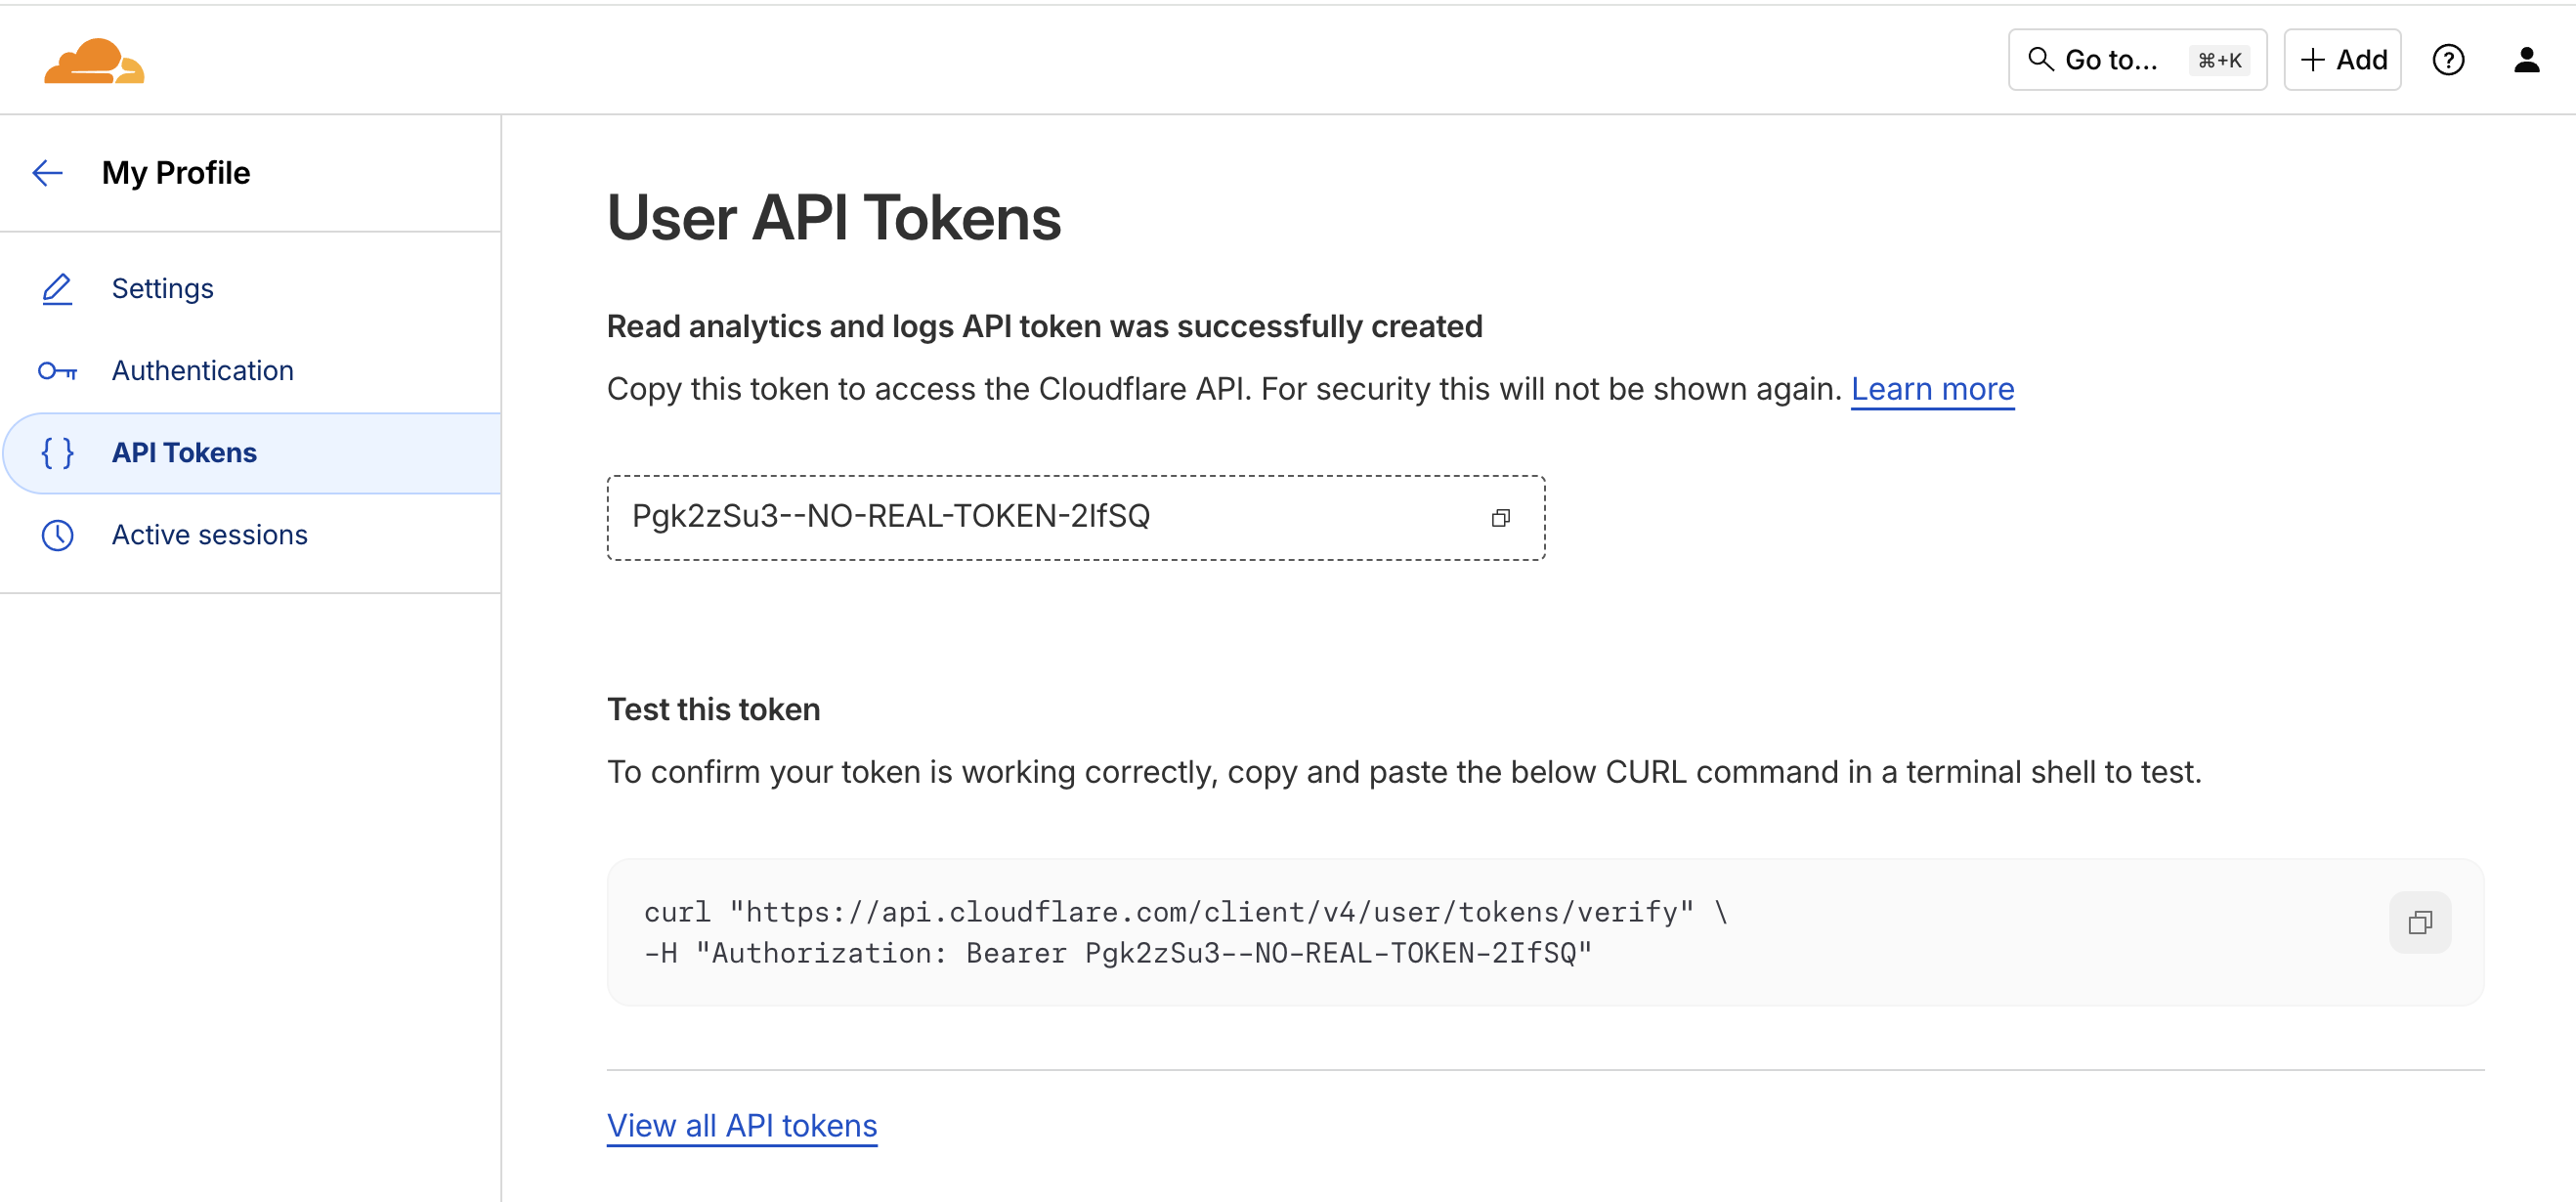 Go to... ⌘+K
+ Add
?
My Profile
Settings
Authentication
{ } API Tokens
Active sessions
User API Tokens
Read analytics and logs API token was successfully created
Copy this token to access the Cloudflare API. For security this will not be shown again. Learn more
Pgk2zSu3--NO-REAL-TOKEN-2IfSQ
Test this token
To confirm your token is working correctly, copy and paste the below CURL command in a terminal shell to test.
curl "https://api.cloudflare.com/client/v4/user/tokens/verify" \
-H "Authorization: Bearer Pgk2zSu3--NO-REAL-TOKEN-2IfSQ"
View all API tokens